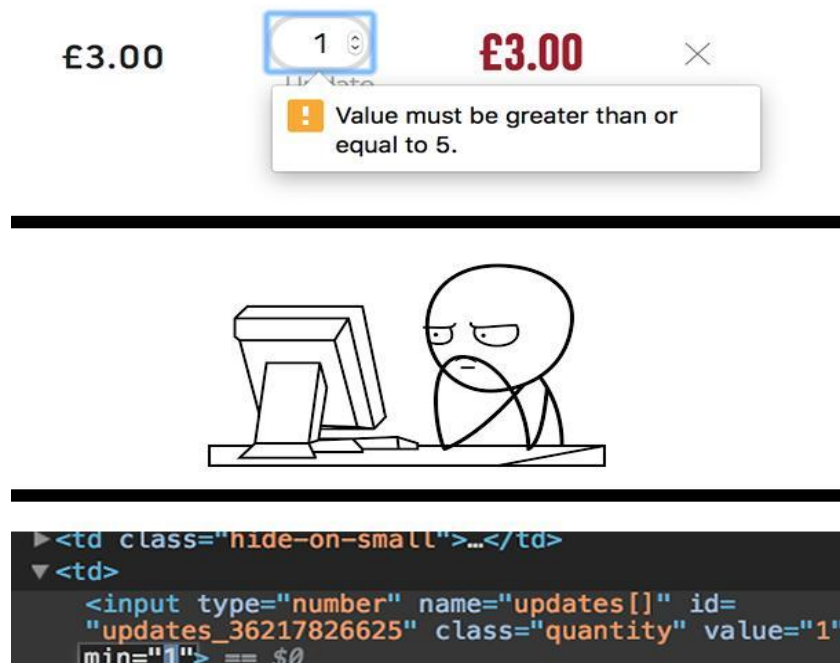 £3.00 1 £3.00
Update
Value must be greater than or
equal to 5.
<td class="hide-on-small">…</td>
<td>
<input type="number" name="updates[]" id=
"updates_36217826625" class="quantity" value="1"
min="1"> == $0